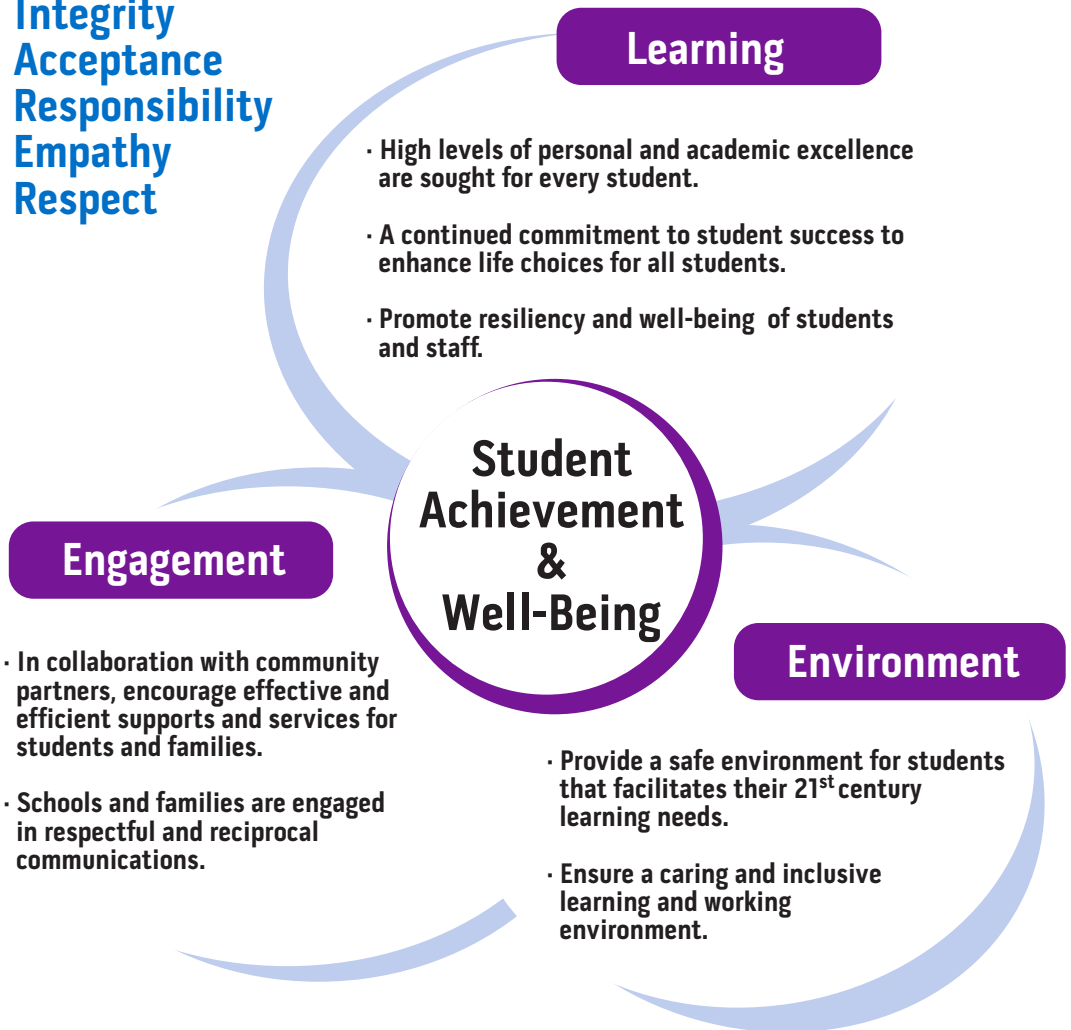 Integrity
Acceptance
Responsibility
Empathy
Respect
Learning
· High levels of personal and academic excellence
are sought for every student.
· A continued commitment to student success to
enhance life choices for all students.
· Promote resiliency and well-being of students
and staff.
Student
Achievement
&
Well-Being
Engagement
· In collaboration with community
partners, encourage effective and
efficient supports and services for
students and families.
· Schools and families are engaged
in respectful and reciprocal
communications.
Environment
· Provide a safe environment for students
that facilitates their 21st century
learning needs.
· Ensure a caring and inclusive
learning and working
environment.